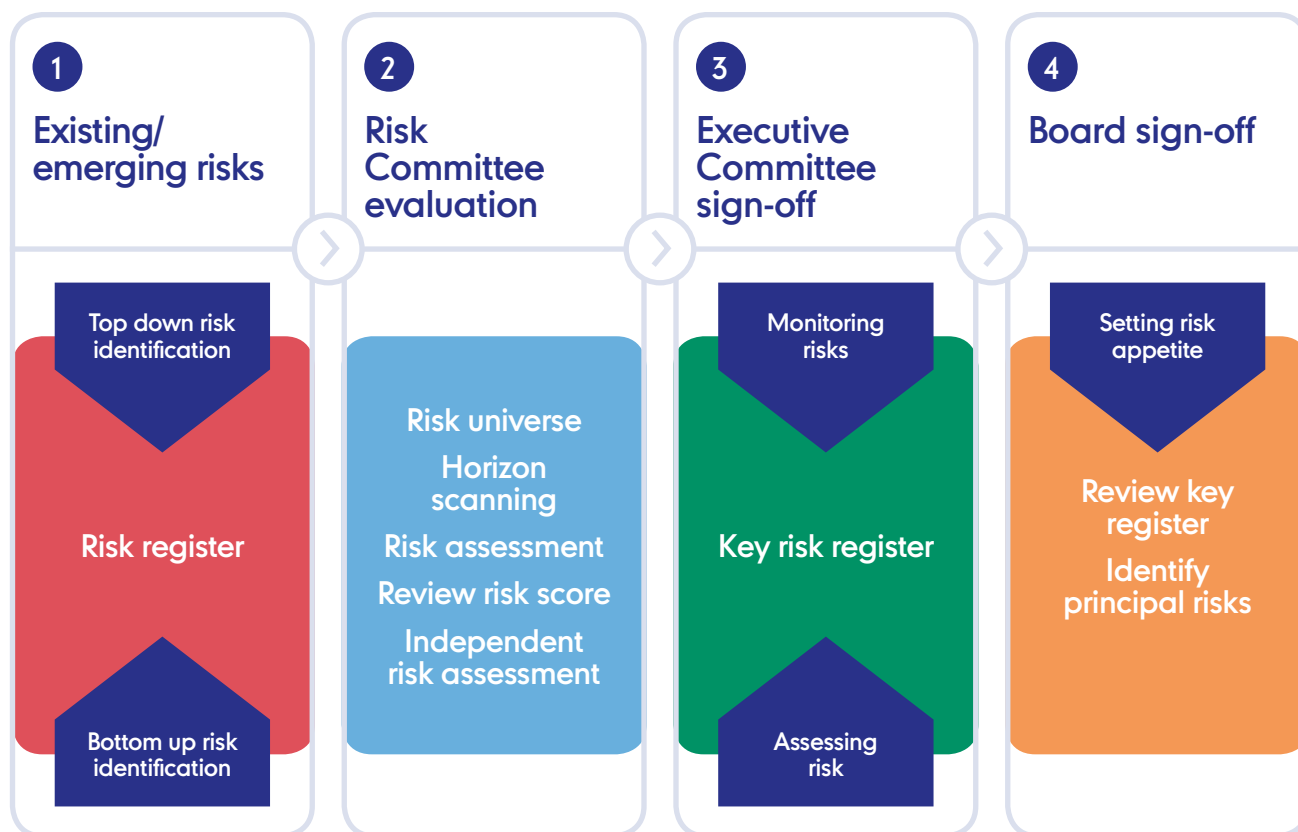 1
Existing/
emerging risks
Top down risk
identification
Risk register
Bottom up risk
identification
2
Risk
Committee
evaluation
Risk universe
Horizon
scanning
Risk assessment
Review risk score
Independent
risk assessment
3
Executive
Committee
sign-off
Monitoring
risks
Key risk register
Assessing
risk
4
Board sign-off
Setting risk
appetite
Review key
register
Identify
principal risks